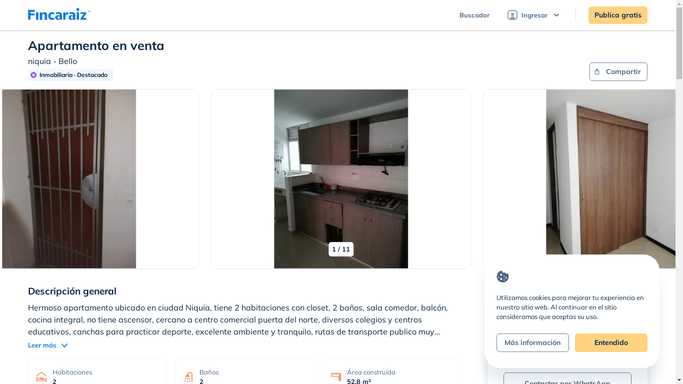 Fincaraiz
Buscador
Ingresar
Publica gratis
Apartamento en venta
niquia - Bello
Inmobiliaria · Destacado
Compartir
1 / 11
Descripción general
Hermoso apartamento ubicado en ciudad Niquia, tiene 2 habitaciones con closet, 2 baños, sala comedor, balcón,
cocina integral, no tiene ascensor, cercano a centro comercial puerta del norte, diversos colegios y centros
educativos, canchas para practicar deporte, excelente ambiente y tranquilo, rutas de transporte publico muy...
Leer más
Habitaciones
2
Baños
2
Área construida
52.8 m²
Utilizamos cookies para mejorar tu experiencia en
nuestro sitio web. Al continuar en el sitio
consideramos que aceptas su uso.
Más información
Entendido
Contactar por WhatsApp